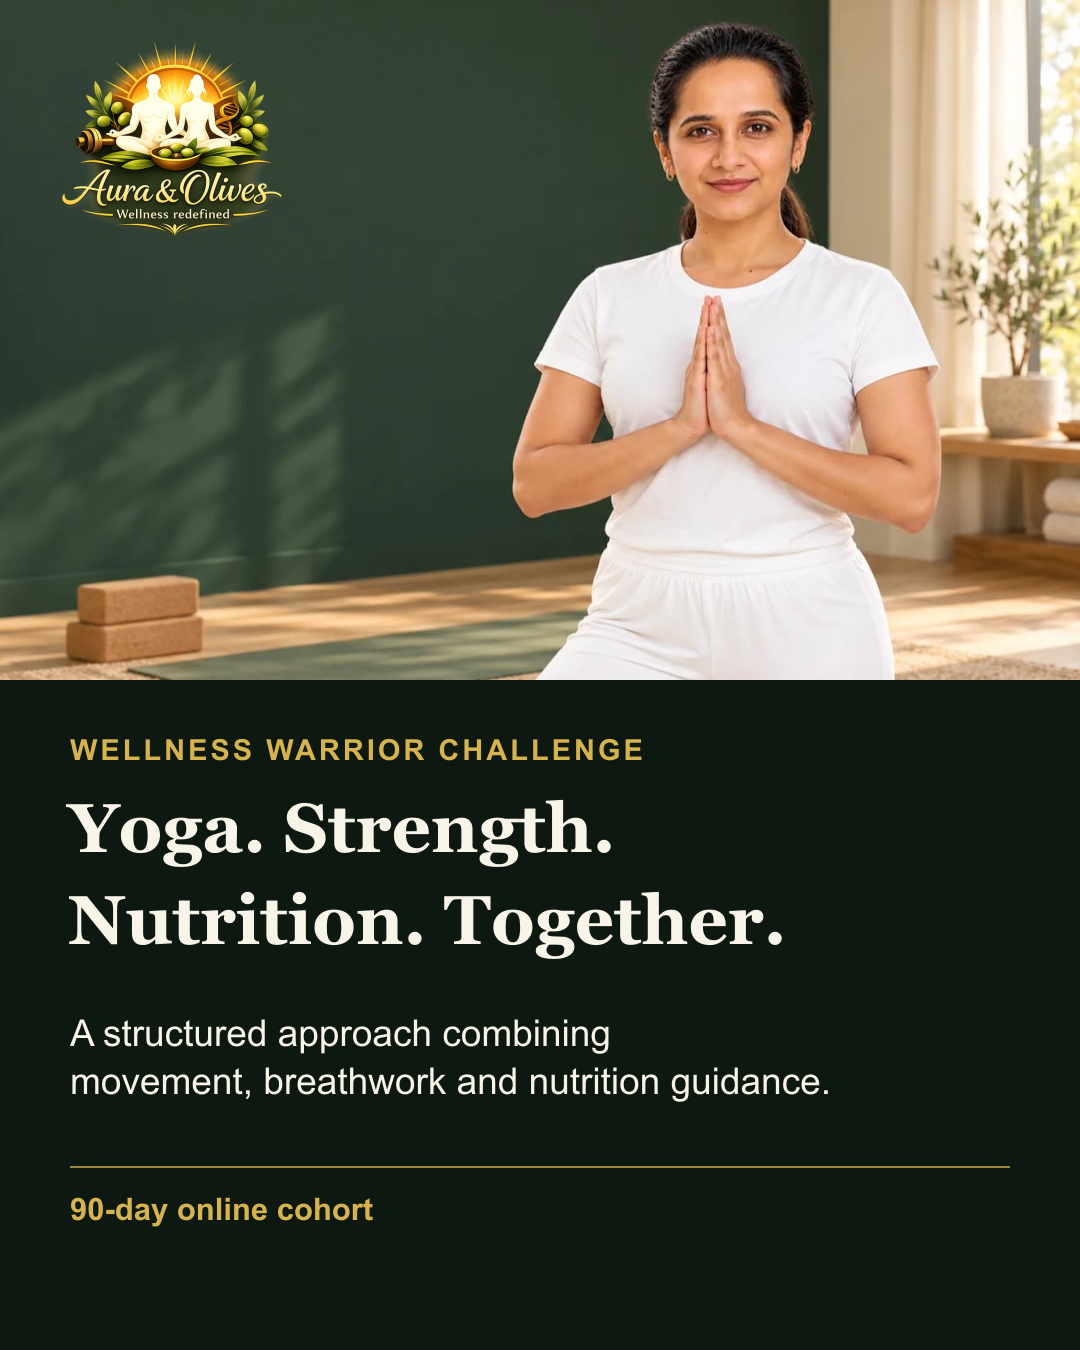 Aura & Olives
Wellness redefined
WELLNESS WARRIOR CHALLENGE
Yoga. Strength.
Nutrition. Together.
A structured approach combining
movement, breathwork and nutrition guidance.
90-day online cohort